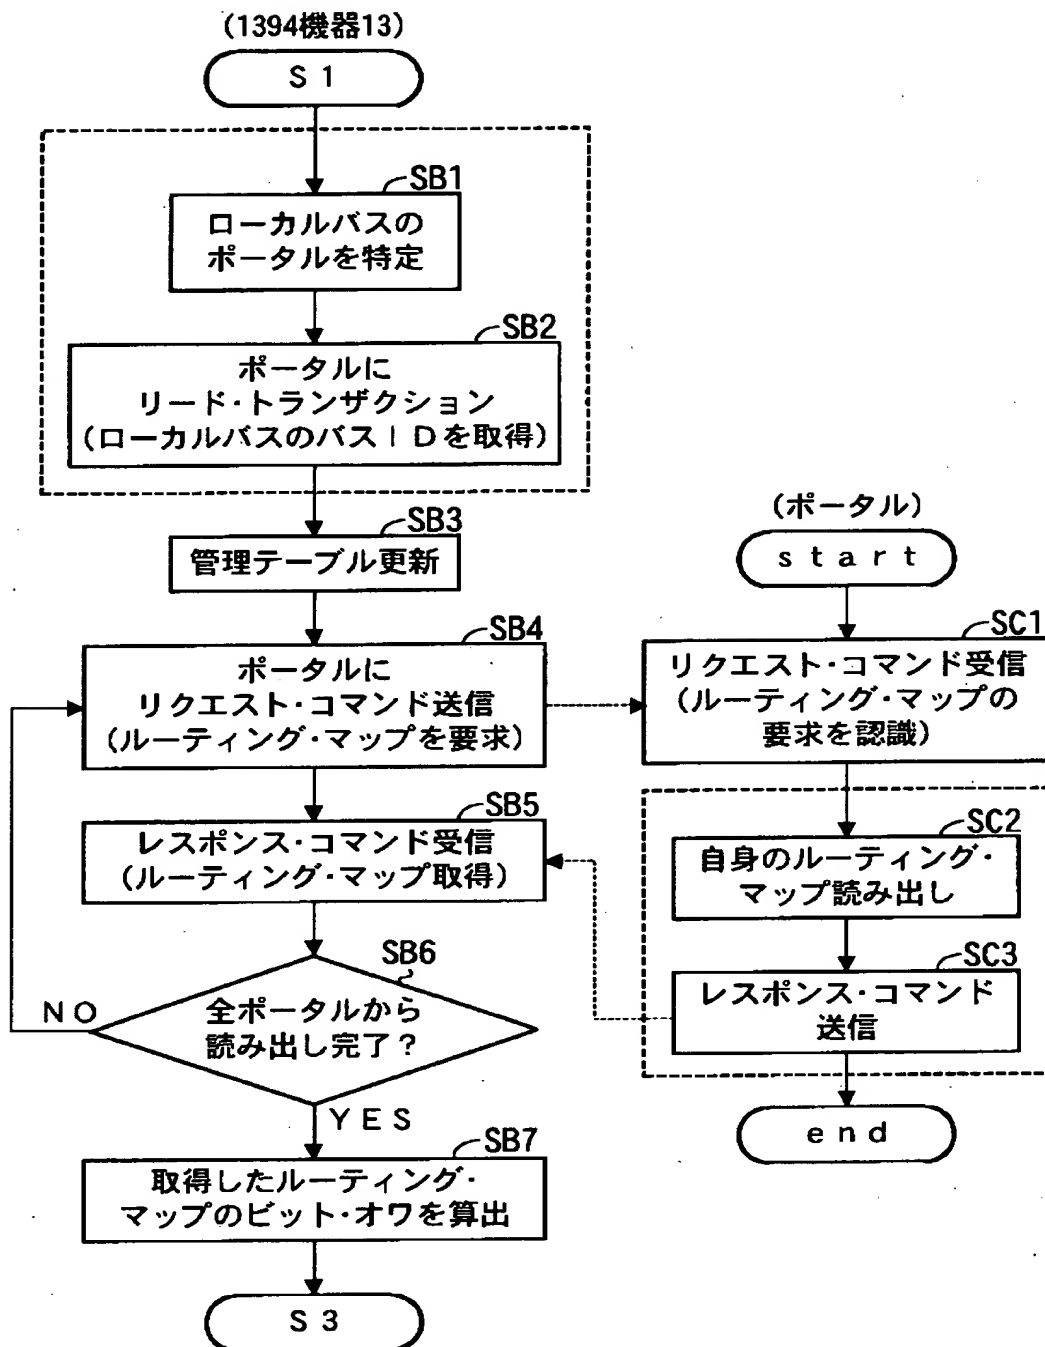 (1394機器13)
S 1
SB1
ローカルバスの
ポータルを特定
SB2
ポータルに
リード・トランザクション
(ローカルバスのバスIDを取得)
SB3
管理テーブル更新
SB4
ポータルに
リクエスト・コマンド送信
(ルーティング・マップを要求)
SB5
レスポンス・コマンド受信
(ルーティング・マップ取得)
SB6
全ポータルから
読み出し完了?
NO
YES
SB7
取得したルーティング・
マップのビット・オワを算出
S 3
(ポータル)
start
SC1
リクエスト・コマンド受信
(ルーティング・マップの
要求を認識)
SC2
自身のルーティング・
マップ読み出し
SC3
レスポンス・コマンド
送信
end